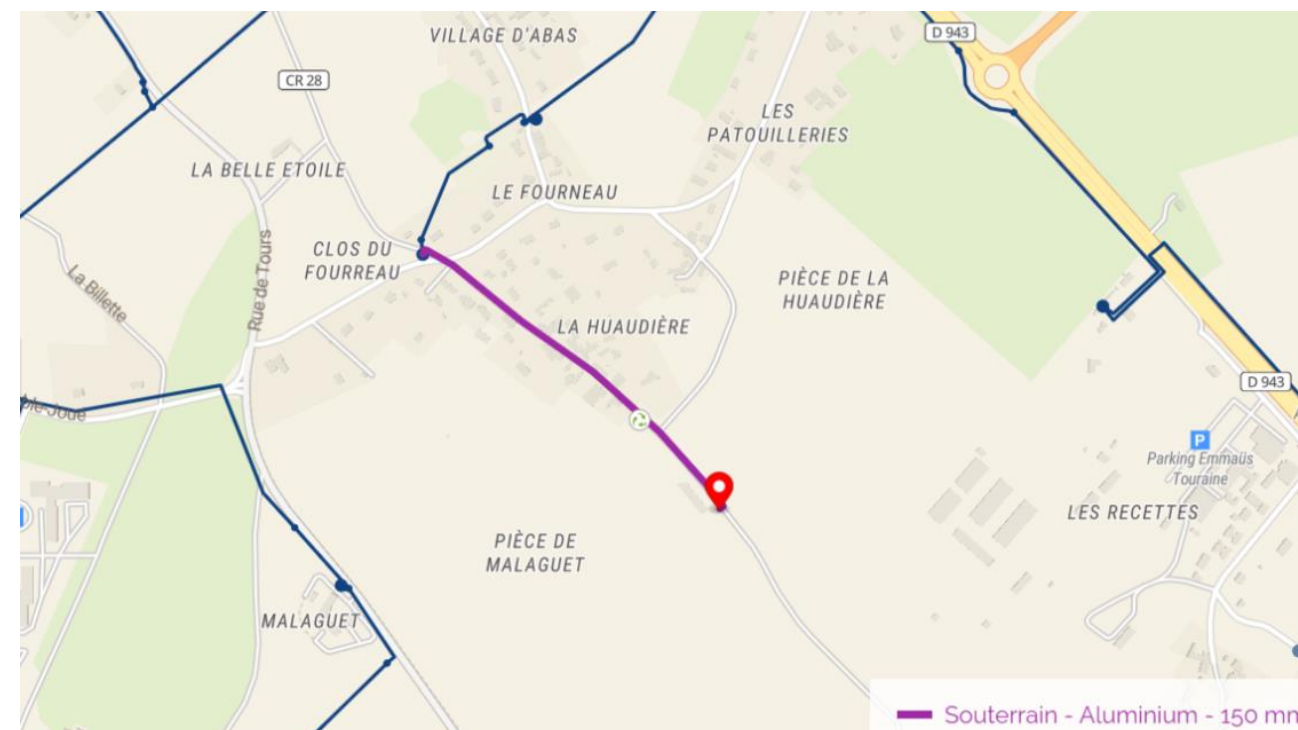 VILLAGE D'ABAS
D 943
CR 28
LES
PATOUILLERIES
LA BELLE ETOILE
LE FOURNEAU
CLOS DU
FOURREAU
Rue de Tours
La Billette
PIÈCE DE LA
HUAUDIÈRE
LA HUAUDIÈRE
D 943
ble-Joué
P
Parking Emmaüs
Touraine
LES RECETTES
PIÈCE DE
MALAGUET
MALAGUET
Souterrain - Aluminium - 150 mm